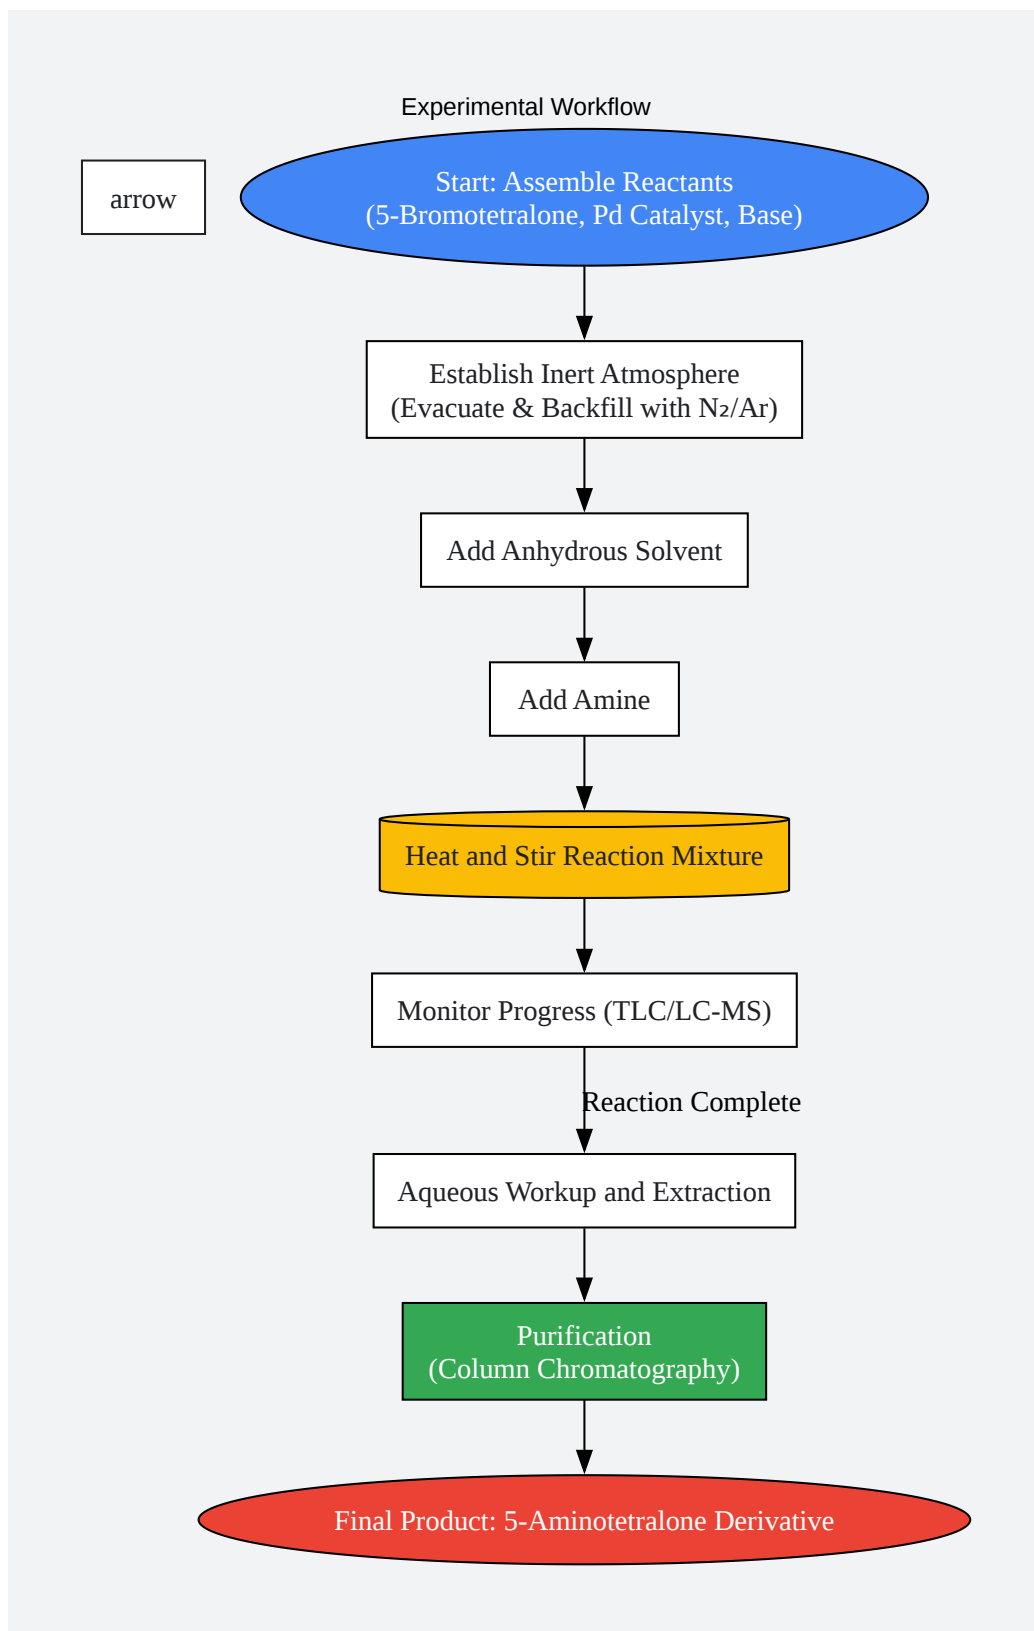 Experimental Workflow
arrow
Start: Assemble Reactants
(5-Bromotetralone, Pd Catalyst, Base)
Establish Inert Atmosphere
(Evacuate & Backfill with N₂/Ar)
Add Anhydrous Solvent
Add Amine
Heat and Stir Reaction Mixture
Monitor Progress (TLC/LC-MS)
Reaction Complete
Aqueous Workup and Extraction
Purification
(Column Chromatography)
Final Product: 5-Aminotetralone Derivative